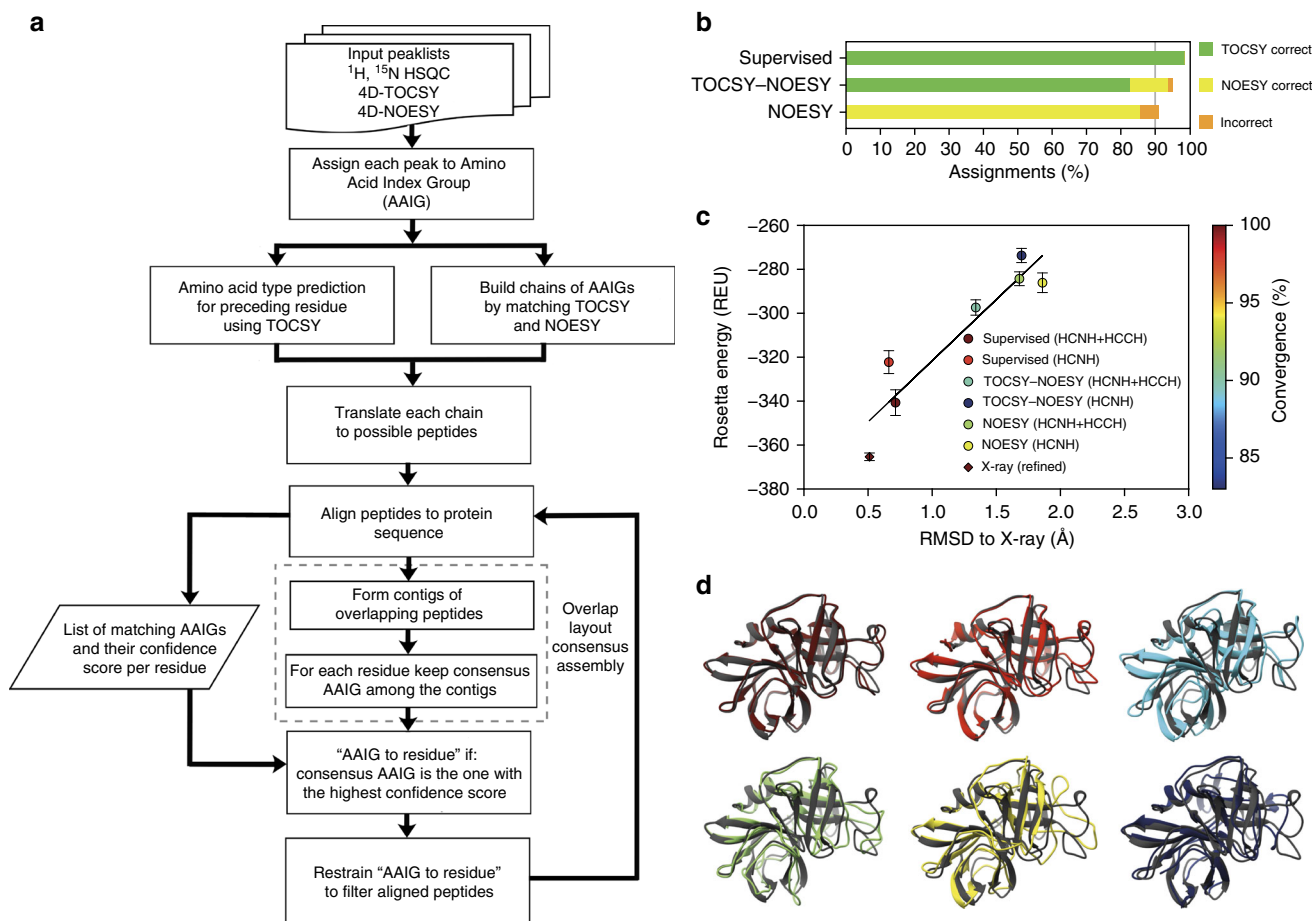 a
Input peaklists
¹H, ¹⁵N HSQC
4D-TOCSY
4D-NOESY
Assign each peak to Amino
Acid Index Group
(AAIG)
Amino acid type prediction
for preceding residue
using TOCSY
Build chains of AAIGs
by matching TOCSY
and NOESY
Translate each chain
to possible peptides
Align peptides to protein
sequence
Form contigs of
overlapping peptides
Overlap
layout
consensus
assembly
List of matching AAIGs
and their confidence
score per residue
For each residue keep consensus
AAIG among the contigs
“AAIG to residue” if:
consensus AAIG is the one with
the highest confidence score
Restrain “AAIG to residue”
to filter aligned peptides
b
Supervised
TOCSY–NOESY
NOESY
0 10 20 30 40 50 60 70 80 90 100
Assignments (%)
TOCSY correct
NOESY correct
Incorrect
c
−260
−280
−300
−320
−340
−360
−380
Rosetta energy (REU)
0.0 0.5 1.0 1.5 2.0 2.5 3.0
RMSD to X-ray (Å)
Supervised (HCNH+HCCH)
Supervised (HCNH)
TOCSY–NOESY (HCNH+HCCH)
TOCSY–NOESY (HCNH)
NOESY (HCNH+HCCH)
NOESY (HCNH)
X-ray (refined)
100
95
90
85
Convergence (%)
d